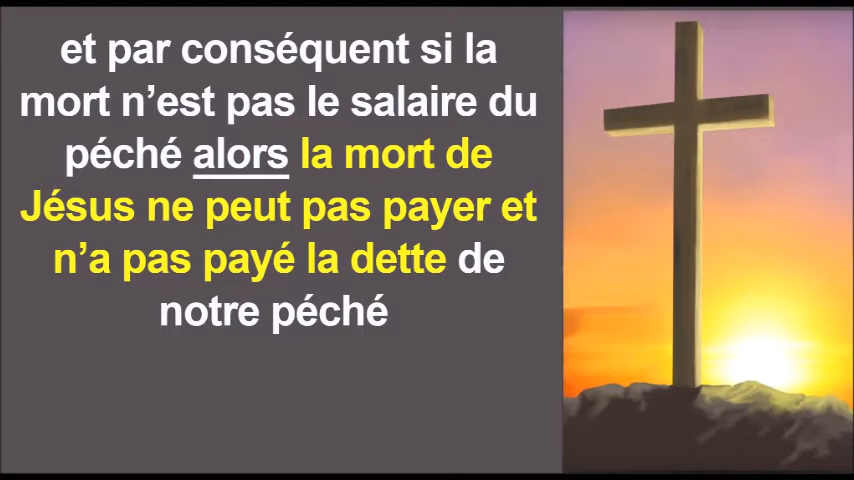 et par conséquent si la
mort n’est pas le salaire du
péché alors la mort de
Jésus ne peut pas payer et
n’a pas payé la dette de
notre péché